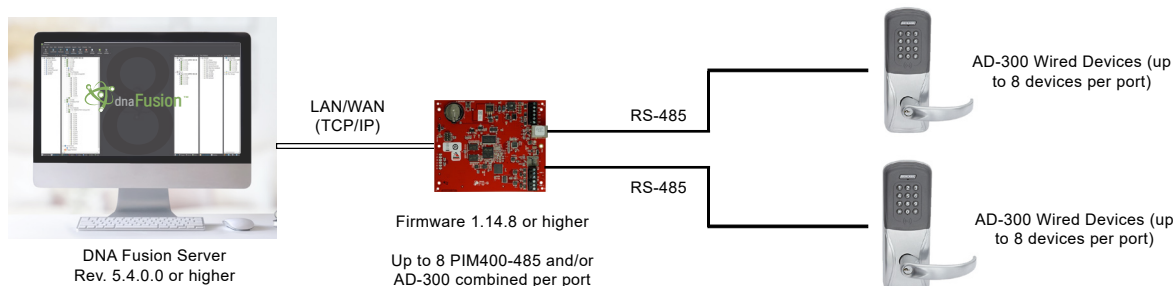 dnaFusion™
LAN/WAN
(TCP/IP)
RS-485
RS-485
AD-300 Wired Devices (up
to 8 devices per port)
AD-300 Wired Devices (up
to 8 devices per port)
Firmware 1.14.8 or higher
Up to 8 PIM400-485 and/or
AD-300 combined per port
DNA Fusion Server
Rev. 5.4.0.0 or higher